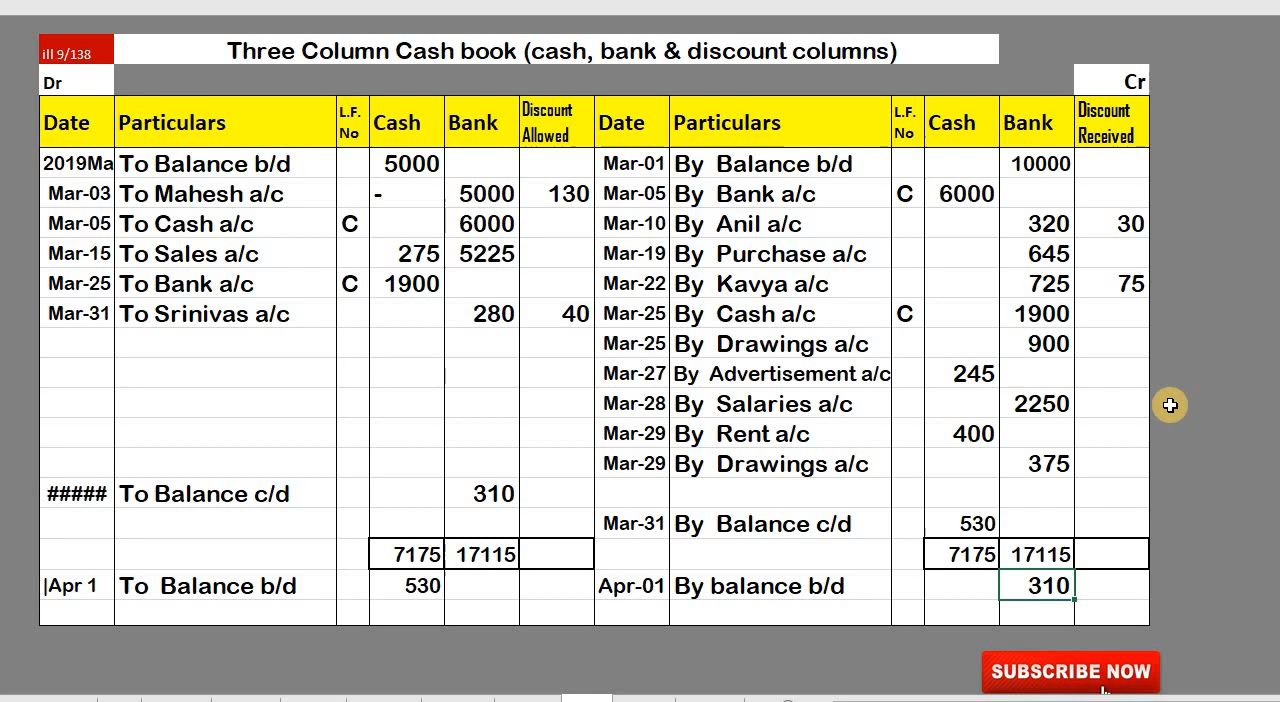 ill 9/138 Three Column Cash book (cash, bank & discount columns)
Dr Cr
Date Particulars L.F. No Cash Bank Discount Allowed Date Particulars L.F. No Cash Bank Discount Received
2019Ma To Balance b/d 5000 Mar-01 By Balance b/d 10000
Mar-03 To Mahesh a/c - 5000 130 Mar-05 By Bank a/c C 6000
Mar-05 To Cash a/c C 6000 Mar-10 By Anil a/c 320 30
Mar-15 To Sales a/c 275 5225 Mar-19 By Purchase a/c 645
Mar-25 To Bank a/c C 1900 Mar-22 By Kavya a/c 725 75
Mar-31 To Srinivas a/c 280 40 Mar-25 By Cash a/c C 1900
Mar-25 By Drawings a/c 900
Mar-27 By Advertisement a/c 245
Mar-28 By Salaries a/c 2250
Mar-29 By Rent a/c 400
Mar-29 By Drawings a/c 375
##### To Balance c/d 310
Mar-31 By Balance c/d 530
7175 17115 7175 17115
|Apr 1 To Balance b/d 530 Apr-01 By balance b/d 310
SUBSCRIBE NOW